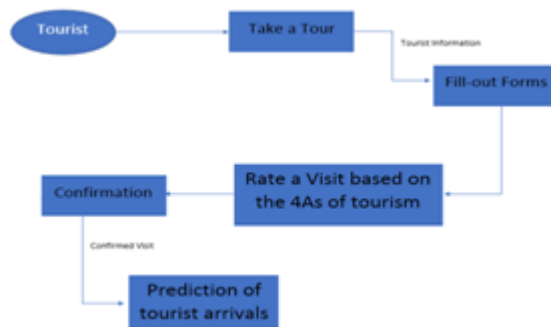 Tourist
Take a Tour
Tourist Information
Fill-out Forms
Rate a Visit based on
the 4As of tourism
Confirmation
Confirmed Visit
Prediction of
tourist arrivals